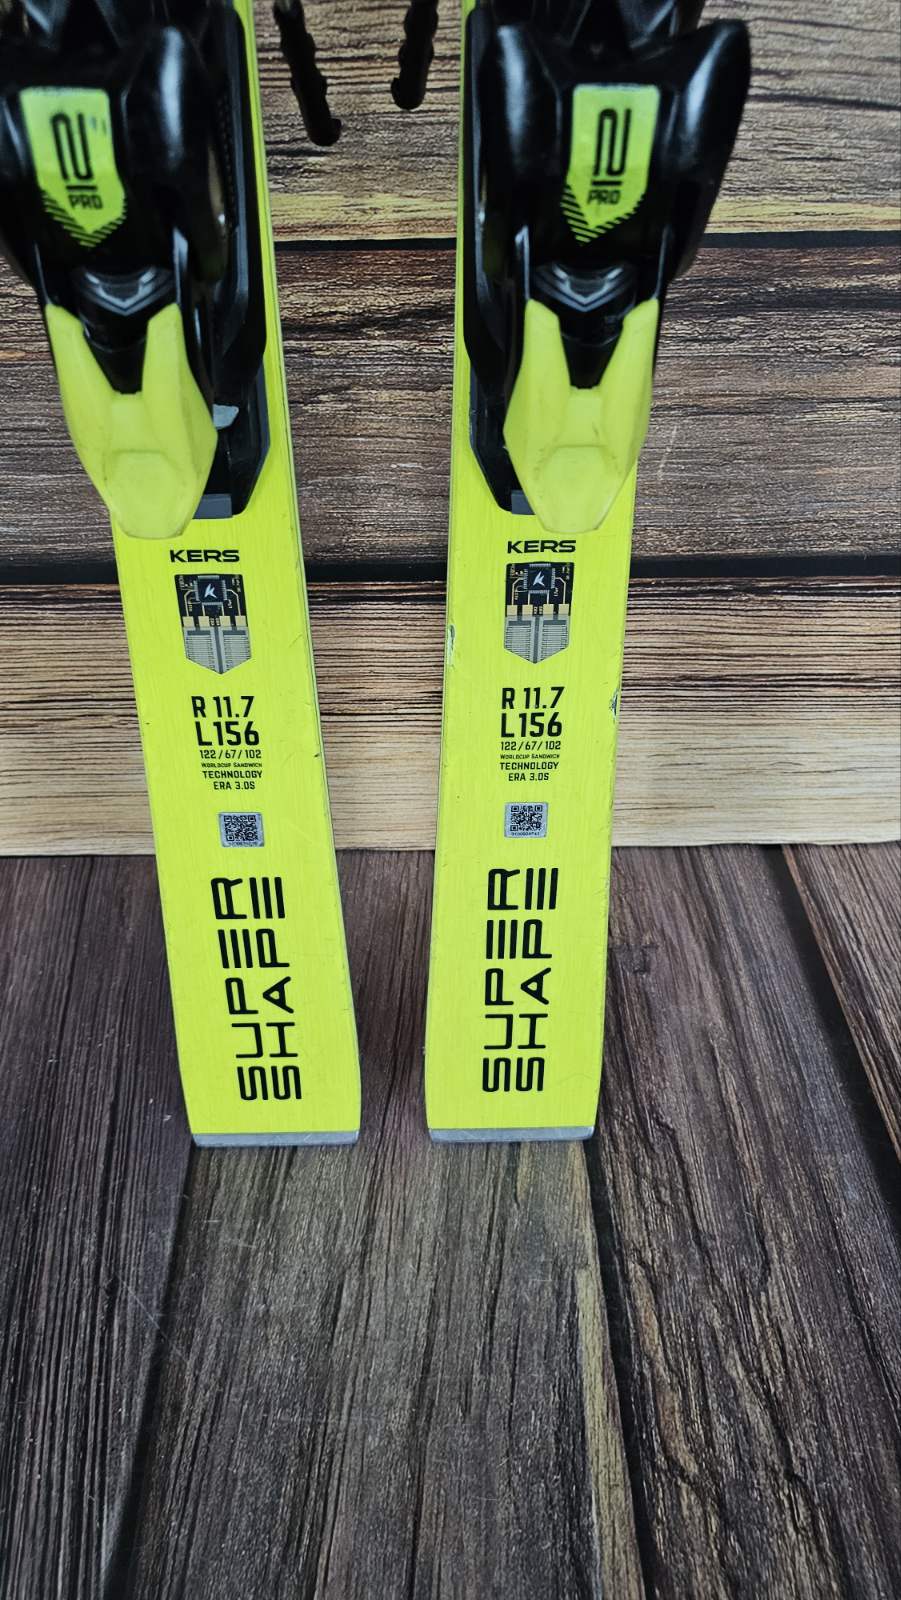 12
PRO
12
PRO
KERS
R 11.7
L156
122/67/102
WORLDCUP SANDWICH
TECHNOLOGY
ERA 3.0S
SUPER
SHAPE
KERS
R 11.7
L156
122/67/102
WORLDCUP SANDWICH
TECHNOLOGY
ERA 3.0S
SUPER
SHAPE